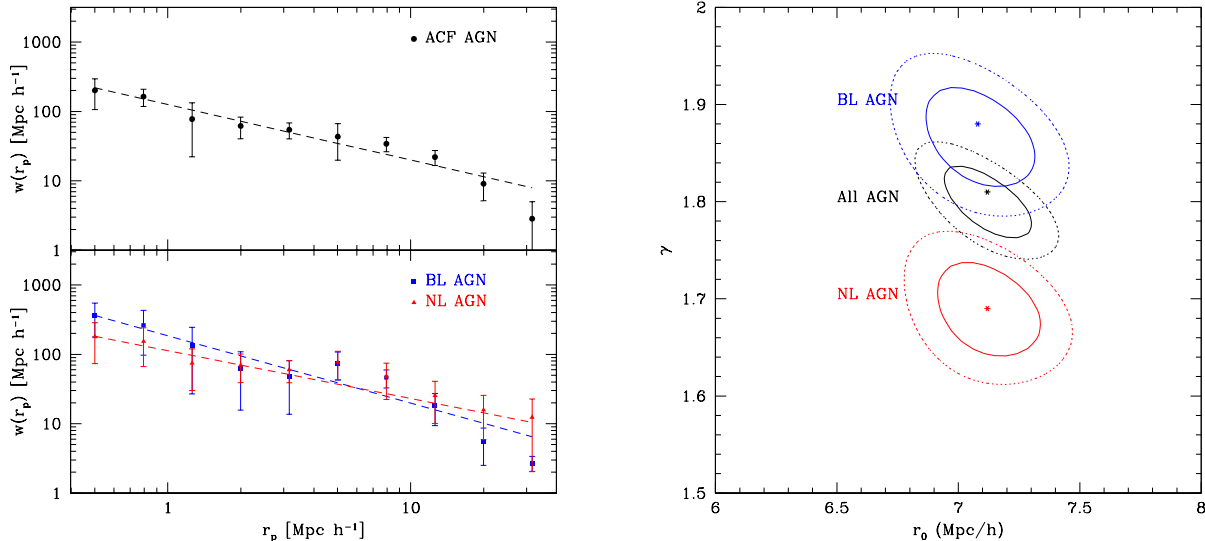 ACF AGN
w(r_p) [Mpc h⁻¹]
1000
100
10
1
BL AGN
NL AGN
w(r_p) [Mpc h⁻¹]
1000
100
10
1
1
10
r_p [Mpc h⁻¹]
2
1.9
1.8
1.7
1.6
1.5
γ
BL AGN
All AGN
NL AGN
6
6.5
7
7.5
8
r₀ (Mpc/h)